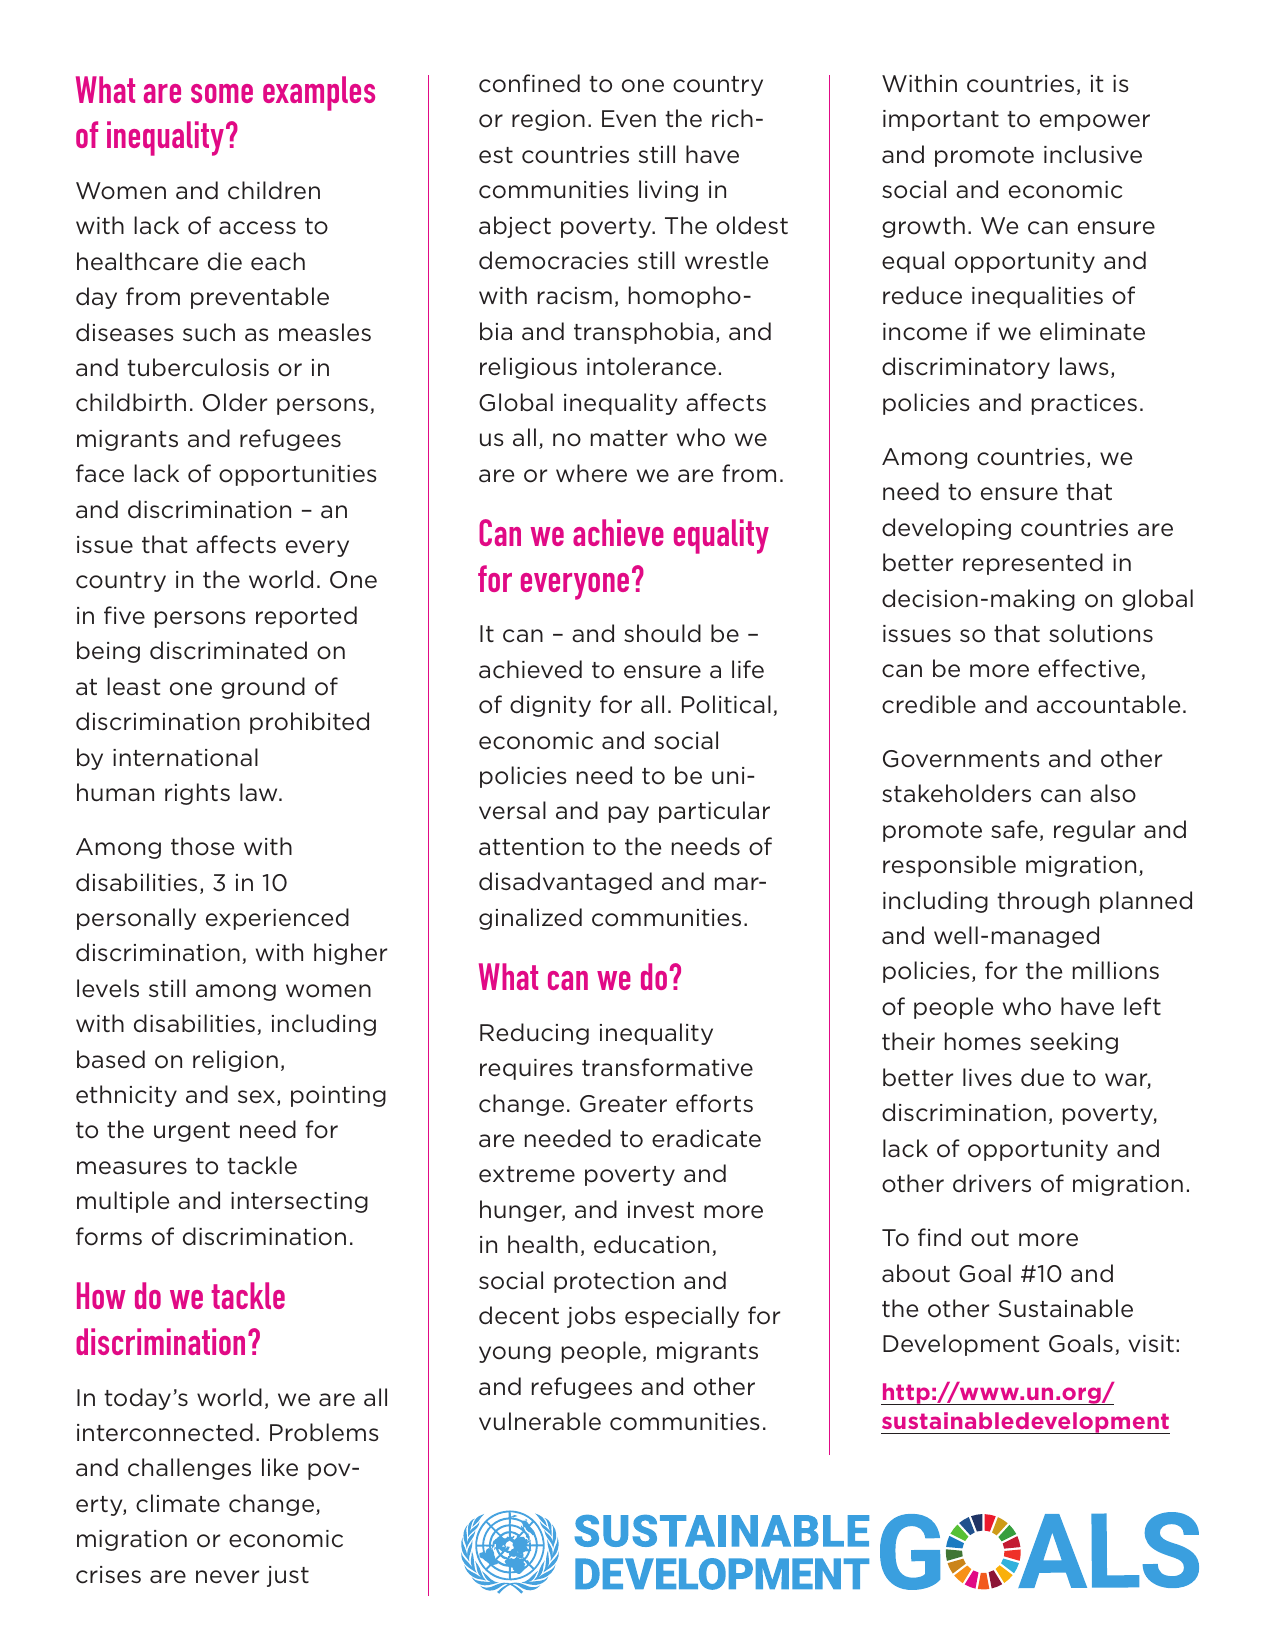 What are some examples
of inequality?
Women and children
with lack of access to
healthcare die each
day from preventable
diseases such as measles
and tuberculosis or in
childbirth. Older persons,
migrants and refugees
face lack of opportunities
and discrimination – an
issue that affects every
country in the world. One
in five persons reported
being discriminated on
at least one ground of
discrimination prohibited
by international
human rights law.
Among those with
disabilities, 3 in 10
personally experienced
discrimination, with higher
levels still among women
with disabilities, including
based on religion,
ethnicity and sex, pointing
to the urgent need for
measures to tackle
multiple and intersecting
forms of discrimination.
How do we tackle
discrimination?
In today’s world, we are all
interconnected. Problems
and challenges like pov-
erty, climate change,
migration or economic
crises are never just
confined to one country
or region. Even the rich-
est countries still have
communities living in
abject poverty. The oldest
democracies still wrestle
with racism, homopho-
bia and transphobia, and
religious intolerance.
Global inequality affects
us all, no matter who we
are or where we are from.
Can we achieve equality
for everyone?
It can – and should be –
achieved to ensure a life
of dignity for all. Political,
economic and social
policies need to be uni-
versal and pay particular
attention to the needs of
disadvantaged and mar-
ginalized communities.
What can we do?
Reducing inequality
requires transformative
change. Greater efforts
are needed to eradicate
extreme poverty and
hunger, and invest more
in health, education,
social protection and
decent jobs especially for
young people, migrants
and refugees and other
vulnerable communities.
Within countries, it is
important to empower
and promote inclusive
social and economic
growth. We can ensure
equal opportunity and
reduce inequalities of
income if we eliminate
discriminatory laws,
policies and practices.
Among countries, we
need to ensure that
developing countries are
better represented in
decision-making on global
issues so that solutions
can be more effective,
credible and accountable.
Governments and other
stakeholders can also
promote safe, regular and
responsible migration,
including through planned
and well-managed
policies, for the millions
of people who have left
their homes seeking
better lives due to war,
discrimination, poverty,
lack of opportunity and
other drivers of migration.
To find out more
about Goal #10 and
the other Sustainable
Development Goals, visit:
http://www.un.org/
sustainabledevelopment
SUSTAINABLE
DEVELOPMENT
GOALS